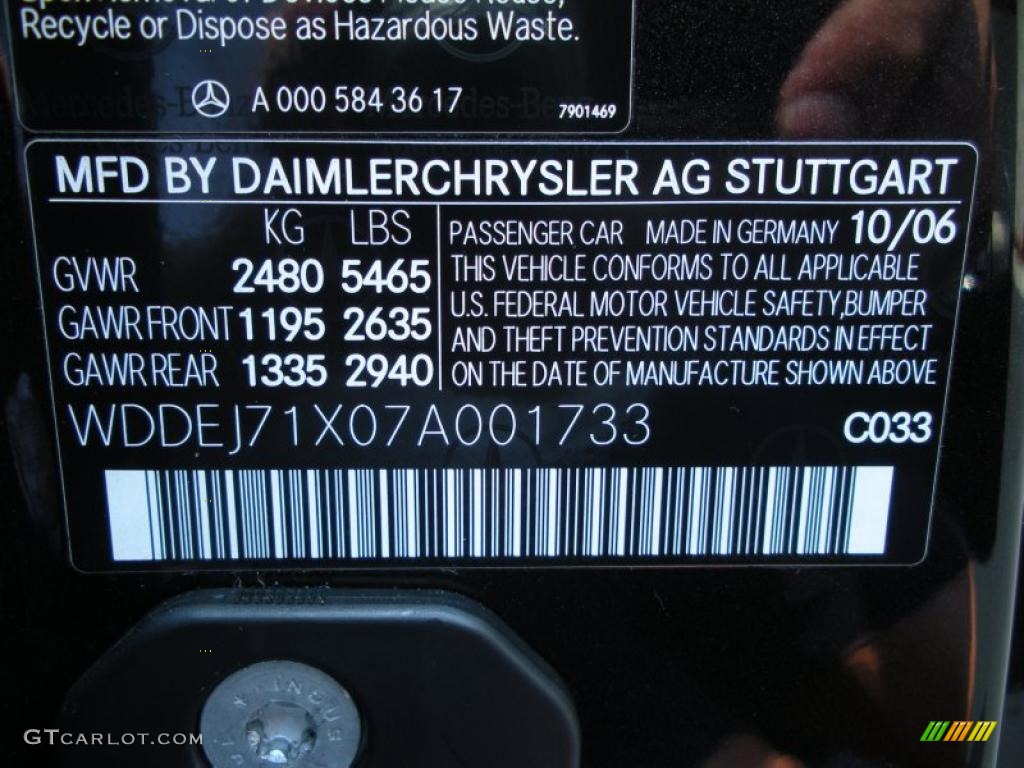 Recycle or Dispose as Hazardous Waste.
A 000 584 36 17
7901469
MFD BY DAIMLERCHRYSLER AG STUTTGART
KG LBS
GVWR 2480 5465
GAWR FRONT 1195 2635
GAWR REAR 1335 2940
PASSENGER CAR MADE IN GERMANY 10/06
THIS VEHICLE CONFORMS TO ALL APPLICABLE
U.S. FEDERAL MOTOR VEHICLE SAFETY,BUMPER
AND THEFT PREVENTION STANDARDS IN EFFECT
ON THE DATE OF MANUFACTURE SHOWN ABOVE
WDDEJ71X07A001733
C033
GTCARLOT.COM